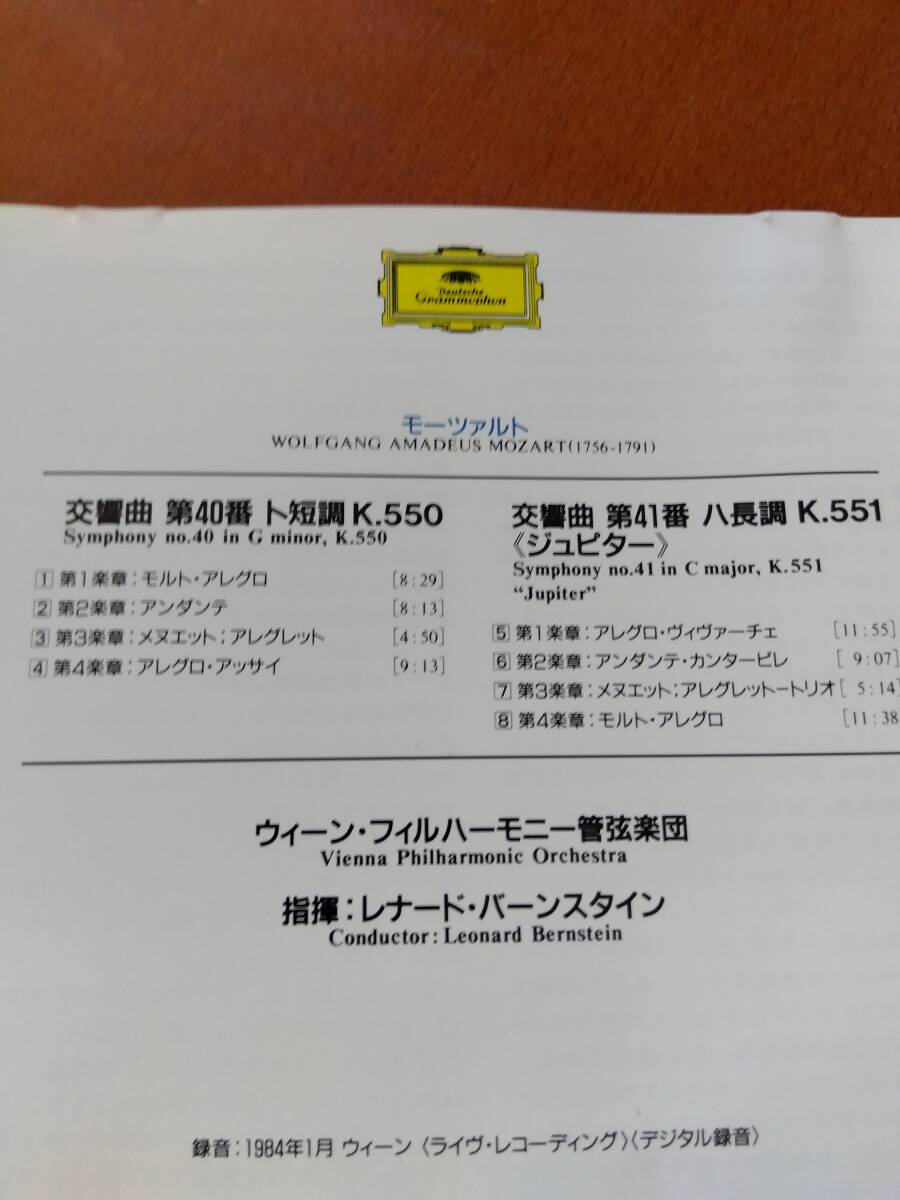 Deutsche
Grammophon
モーツァルト
WOLFGANG AMADEUS MOZART(1756-1791)
交響曲 第40番 ト短調 K.550
Symphony no.40 in G minor, K.550
1 第1楽章:モルト・アレグロ [8:29]
2 第2楽章:アンダンテ [8:13]
3 第3楽章:メヌエット:アレグレット [4:50]
4 第4楽章:アレグロ・アッサイ [9:13]
交響曲 第41番 ハ長調 K.551
《ジュピター》
Symphony no.41 in C major, K.551
“Jupiter”
5 第1楽章:アレグロ・ヴィヴァーチェ [11:55]
6 第2楽章:アンダンテ・カンタービレ [9:07]
7 第3楽章:メヌエット:アレグレットートリオ [5:14]
8 第4楽章:モルト・アレグロ [11:38
ウィーン・フィルハーモニー管弦楽団
Vienna Philharmonic Orchestra
指揮:レナード・バーンスタイン
Conductor: Leonard Bernstein
録音:1984年1月 ウィーン 〈ライヴ・レコーディング〉〈デジタル録音〉